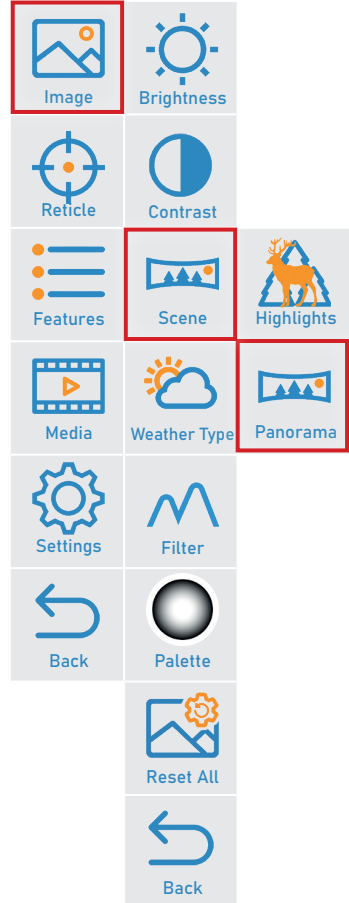 Image
Brightness
Reticle
Contrast
Features
Scene
Highlights
Media
Weather Type
Panorama
Settings
Filter
Back
Palette
Reset All
Back